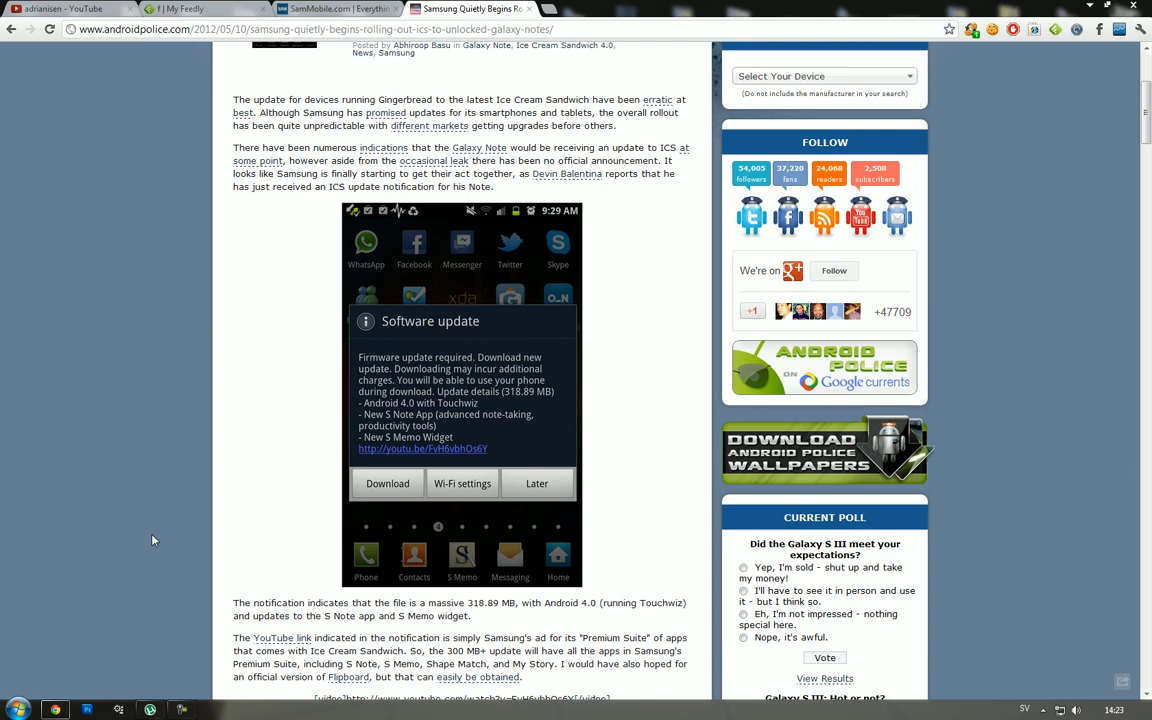 adrianisen - YouTube
f | My Feedly
SamMobile.com | Everythin
Samsung Quietly Begins Ro
www.androidpolice.com/2012/05/10/samsung-quietly-begins-rolling-out-ics-to-unlocked-galaxy-notes/
Posted by Abhiroop Basu in Galaxy Note, Ice Cream Sandwich 4.0,
News, Samsung
The update for devices running Gingerbread to the latest Ice Cream Sandwich have been erratic at
best. Although Samsung has promised updates for its smartphones and tablets, the overall rollout
has been quite unpredictable with different markets getting upgrades before others.
There have been numerous indications that the Galaxy Note would be receiving an update to ICS at
some point, however aside from the occasional leak there has been no official announcement. It
looks like Samsung is finally starting to get their act together, as Devin Balentina reports that he
has just received an ICS update notification for his Note.
9:29 AM
WhatsApp Facebook Messenger Twitter Skype
xda
Software update
Firmware update required. Download new
update. Downloading may incur additional
charges. You will be able to use your phone
during download. Update details (318.89 MB)
- Android 4.0 with Touchwiz
- New S Note App (advanced note-taking,
productivity tools)
- New S Memo Widget
http://youtu.be/FvH6vbhOs6Y
Download Wi-Fi settings Later
4
Phone Contacts S Memo Messaging Home
The notification indicates that the file is a massive 318.89 MB, with Android 4.0 (running Touchwiz)
and updates to the S Note app and S Memo widget.
The YouTube link indicated in the notification is simply Samsung's ad for its "Premium Suite" of apps
that comes with Ice Cream Sandwich. So, the 300 MB+ update will have all the apps in Samsung's
Premium Suite, including S Note, S Memo, Shape Match, and My Story. I would have also hoped for
an official version of Flipboard, but that can easily be obtained.
[video]http://www.youtube.com/watch?v=FvH6vbhOs6Y[/video]
Select Your Device
(Do not include the manufacturer in your search)
FOLLOW
54,005 37,220 24,068 2,508
followers fans readers subscribers
You
Tube
We're on g+ Follow
+1 +47709
ANDROID
POLICE
ON Google currents
DOWNLOAD
ANDROID POLICE
WALLPAPERS
CURRENT POLL
Did the Galaxy S III meet your
expectations?
Yep, I'm sold - shut up and take
my money!
I'll have to see it in person and use
it - but I think so.
Eh, I'm not impressed - nothing
special here.
Nope, it's awful.
Vote
View Results
Galaxy S III: Hot or not?
SV 14:23